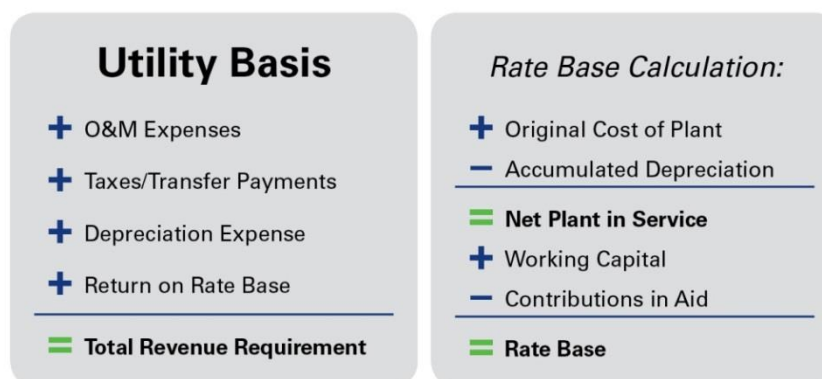 Utility Basis
+ O&M Expenses
+ Taxes/Transfer Payments
+ Depreciation Expense
+ Return on Rate Base
= Total Revenue Requirement
Rate Base Calculation:
+ Original Cost of Plant
− Accumulated Depreciation
= Net Plant in Service
+ Working Capital
− Contributions in Aid
= Rate Base